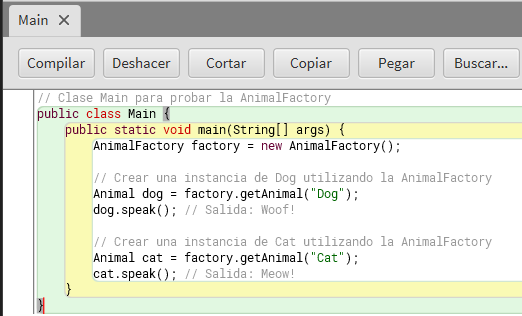 Main ✕
Compilar Deshacer Cortar Copiar Pegar Buscar...
// Clase Main para probar la AnimalFactory
public class Main {
public static void main(String[] args) {
AnimalFactory factory = new AnimalFactory();
// Crear una instancia de Dog utilizando la AnimalFactory
Animal dog = factory.getAnimal("Dog");
dog.speak(); // Salida: Woof!
// Crear una instancia de Cat utilizando la AnimalFactory
Animal cat = factory.getAnimal("Cat");
cat.speak(); // Salida: Meow!
}
}